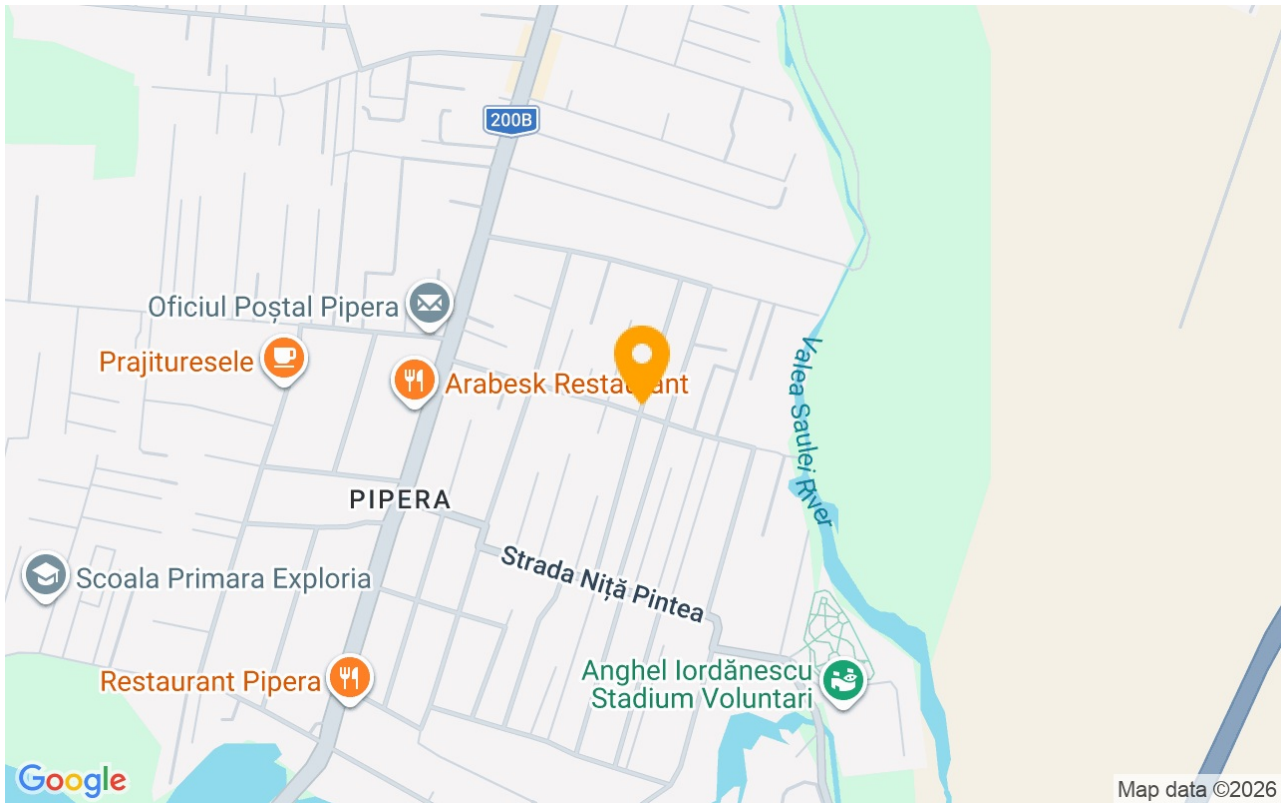 200B
Oficiul Poștal Pipera
Prajituresele
Arabesk Restaurant
Valea Saulei River
PIPERA
Strada Niță Pintea
Scoala Primara Exploria
Restaurant Pipera
Anghel Iordănescu
Stadium Voluntari
Google
Map data ©2026